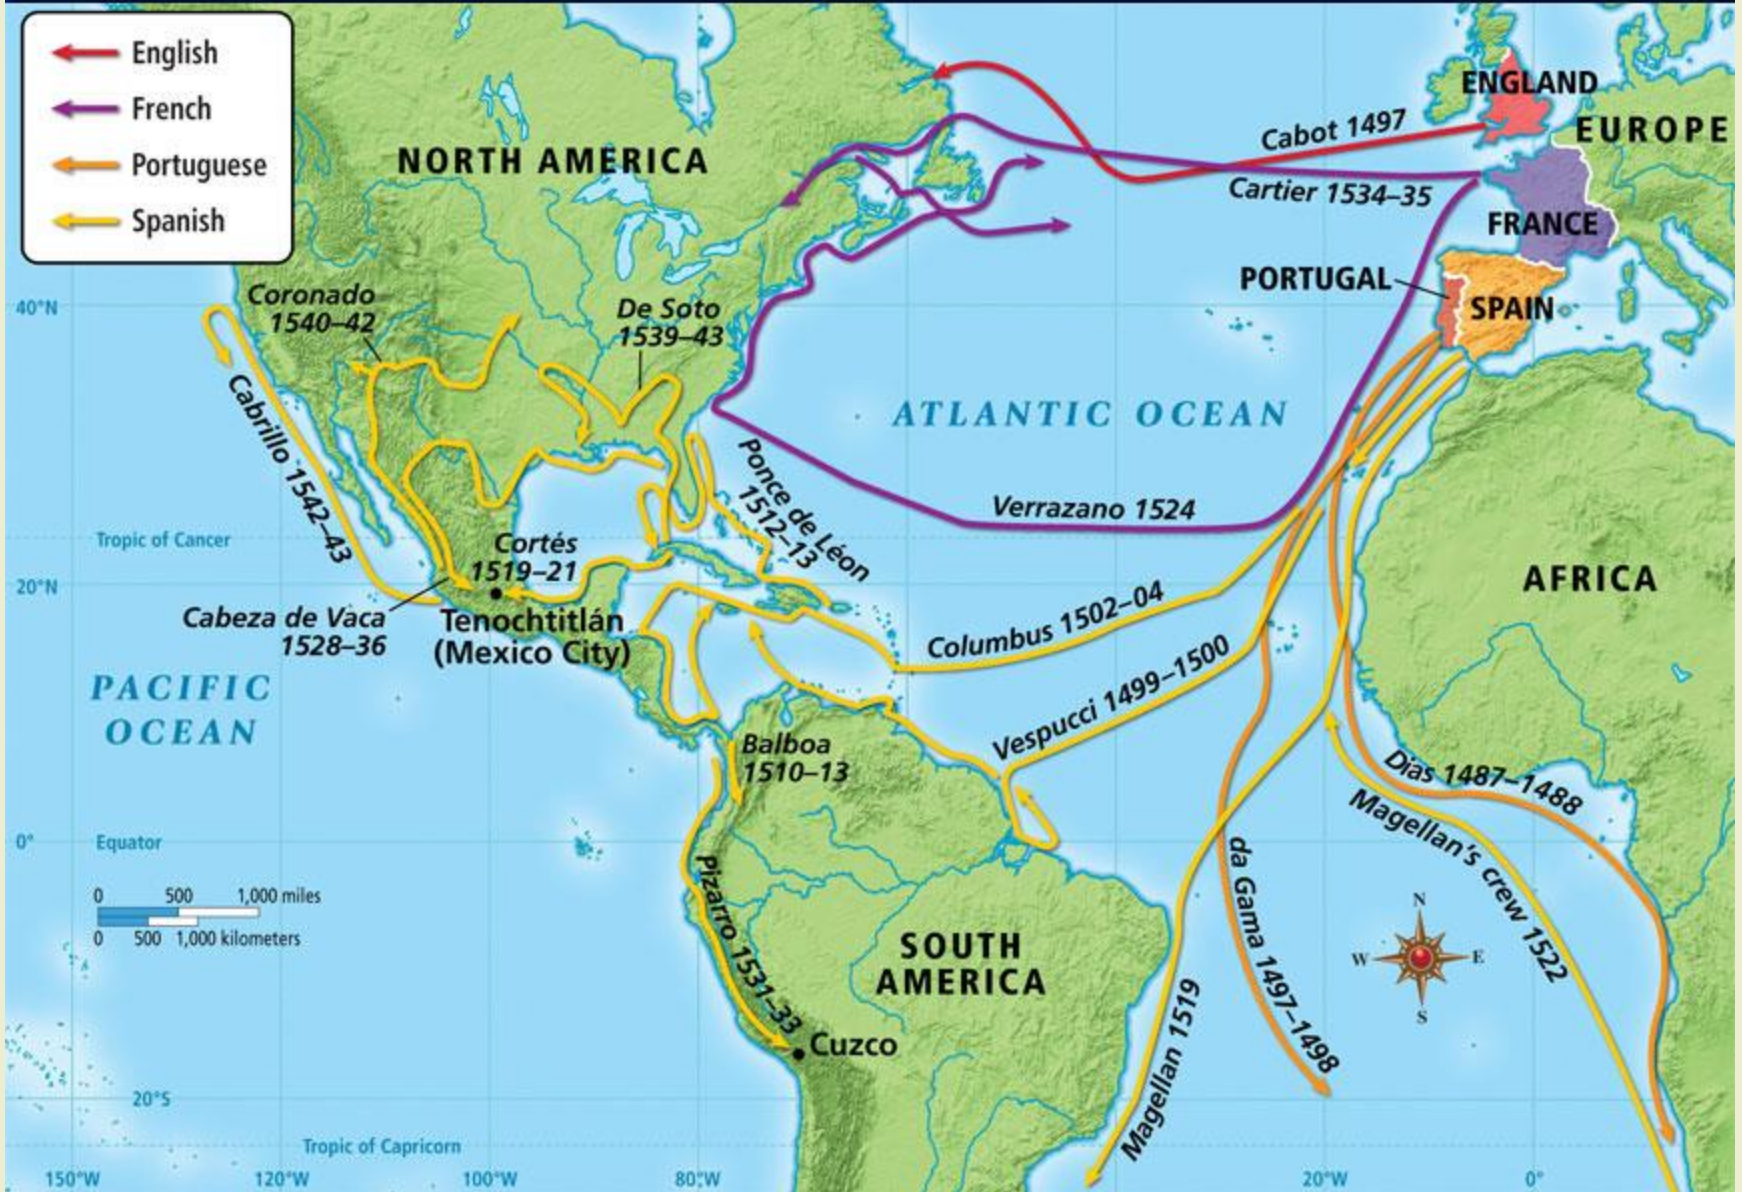 English
French
Portuguese
Spanish
NORTH AMERICA
ENGLAND
EUROPE
Cabot 1497
Cartier 1534–35
FRANCE
PORTUGAL
SPAIN
40°N
Coronado
1540–42
De Soto
1539–43
Cabrillo 1542–43
ATLANTIC OCEAN
Ponce de Léon
1512–13
Verrazano 1524
Tropic of Cancer
Cortés
1519–21
20°N
AFRICA
Cabeza de Vaca
1528–36
Tenochtitlán
(Mexico City)
Columbus 1502–04
Vespucci 1499–1500
PACIFIC
OCEAN
Balboa
1510–13
Dias 1487–1488
Magellan's crew 1522
0°
Equator
da Gama 1497–1498
Pizarro 1531–33
0 500 1,000 miles
0 500 1,000 kilometers
N
W E
S
SOUTH
AMERICA
Magellan 1519
Cuzco
20°S
Tropic of Capricorn
150°W 120°W 100°W 80°W 20°W 0°